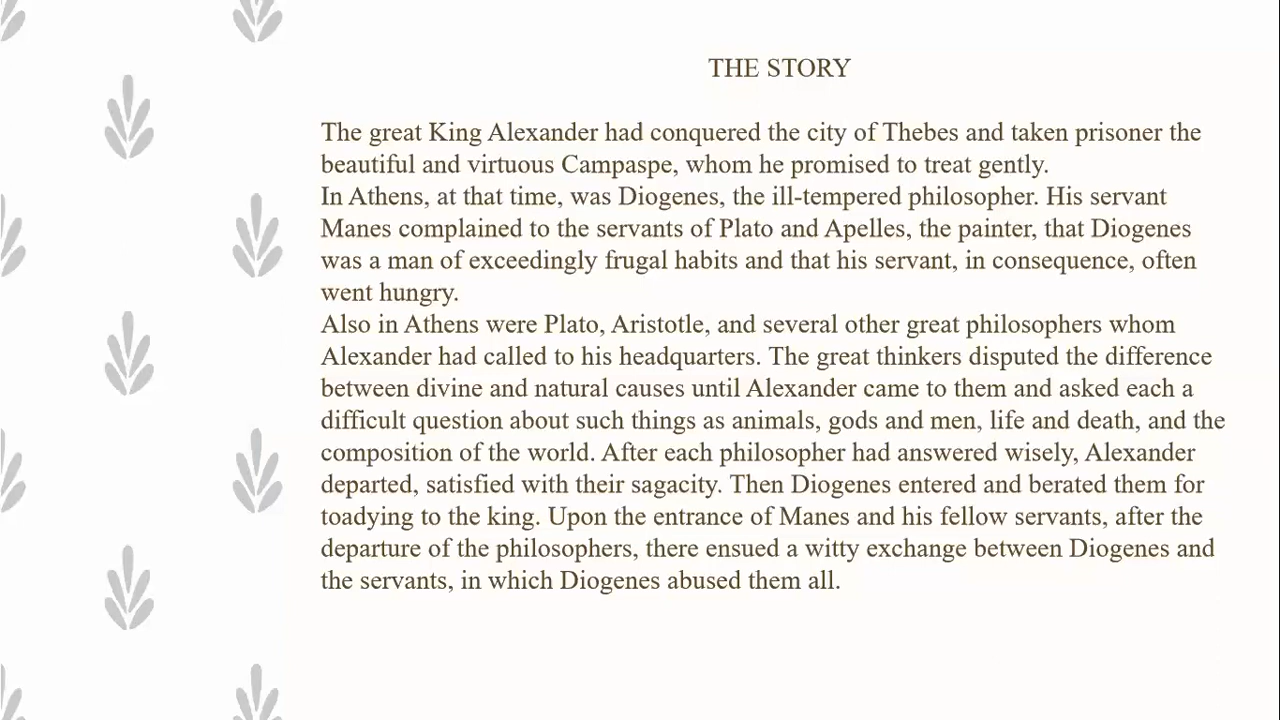 THE STORY
The great King Alexander had conquered the city of Thebes and taken prisoner the
beautiful and virtuous Campaspe, whom he promised to treat gently.
In Athens, at that time, was Diogenes, the ill-tempered philosopher. His servant
Manes complained to the servants of Plato and Apelles, the painter, that Diogenes
was a man of exceedingly frugal habits and that his servant, in consequence, often
went hungry.
Also in Athens were Plato, Aristotle, and several other great philosophers whom
Alexander had called to his headquarters. The great thinkers disputed the difference
between divine and natural causes until Alexander came to them and asked each a
difficult question about such things as animals, gods and men, life and death, and the
composition of the world. After each philosopher had answered wisely, Alexander
departed, satisfied with their sagacity. Then Diogenes entered and berated them for
toadying to the king. Upon the entrance of Manes and his fellow servants, after the
departure of the philosophers, there ensued a witty exchange between Diogenes and
the servants, in which Diogenes abused them all.